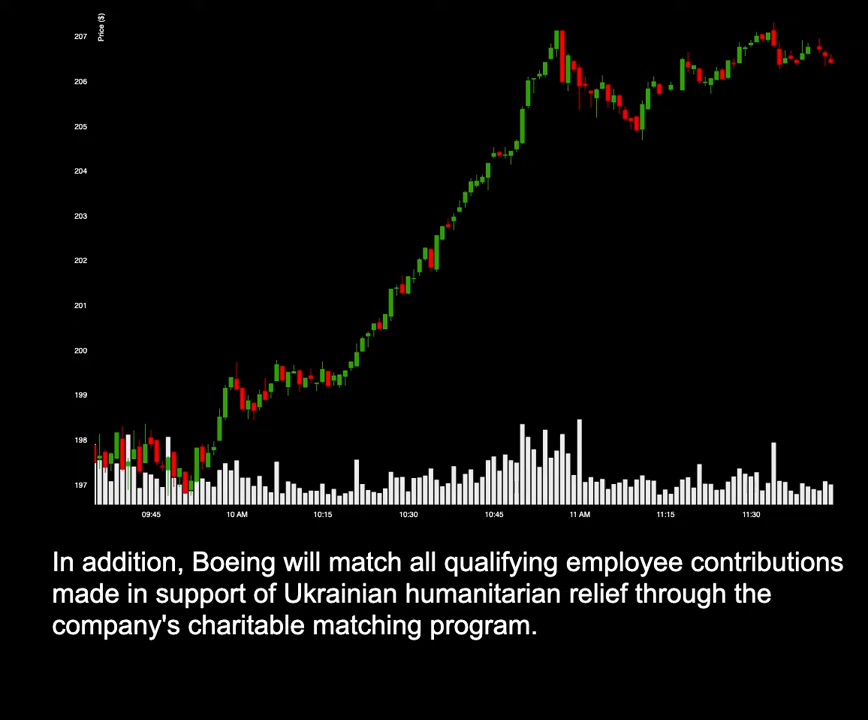 Price ($)
207
206
205
204
203
202
201
200
199
198
197
09:45 10 AM 10:15 10:30 10:45 11 AM 11:15 11:30
In addition, Boeing will match all qualifying employee contributions
made in support of Ukrainian humanitarian relief through the
company's charitable matching program.